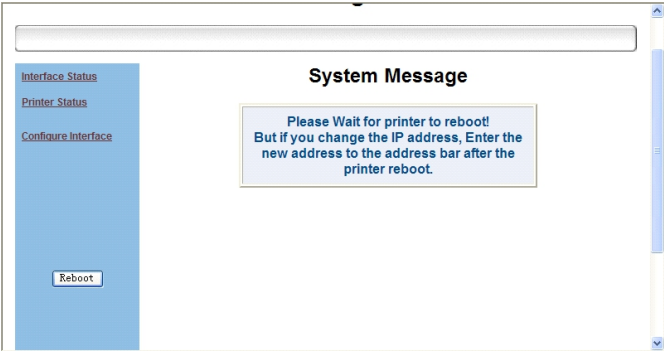 System Message
Interface Status
Printer Status
Configure Interface
Please Wait for printer to reboot!
But if you change the IP address, Enter the
new address to the address bar after the
printer reboot.
Reboot